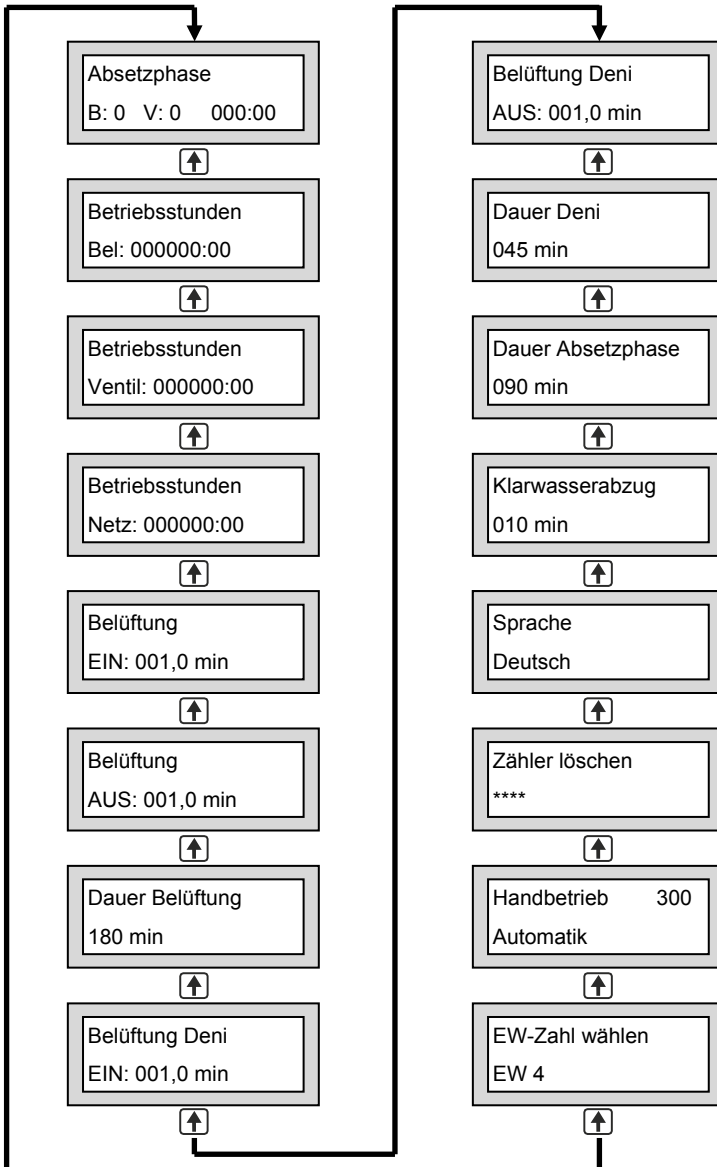 Absetzphase
B: 0 V: 0 000:00
Betriebsstunden
Bel: 000000:00
Betriebsstunden
Ventil: 000000:00
Betriebsstunden
Netz: 000000:00
Belüftung
EIN: 001,0 min
Belüftung
AUS: 001,0 min
Dauer Belüftung
180 min
Belüftung Deni
EIN: 001,0 min
Belüftung Deni
AUS: 001,0 min
Dauer Deni
045 min
Dauer Absetzphase
090 min
Klarwasserabzug
010 min
Sprache
Deutsch
Zähler löschen
****
Handbetrieb 300
Automatik
EW-Zahl wählen
EW 4